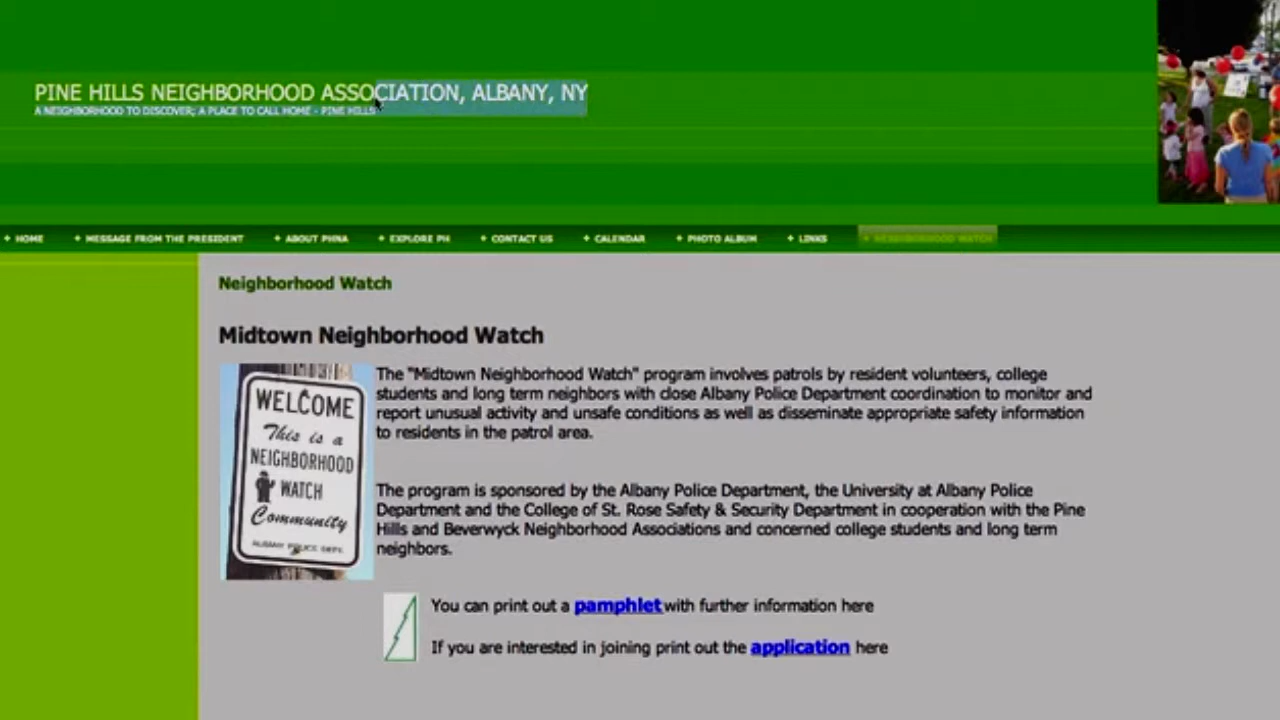 PINE HILLS NEIGHBORHOOD ASSOCIATION, ALBANY, NY
A NEIGHBORHOOD TO DISCOVER; A PLACE TO CALL HOME - PINE HILLS
+ HOME + MESSAGE FROM THE PRESIDENT + ABOUT PHNA + EXPLORE PH + CONTACT US + CALENDAR + PHOTO ALBUM + LINKS + NEIGHBORHOOD WATCH
Neighborhood Watch
Midtown Neighborhood Watch
WELCOME
This is a
NEIGHBORHOOD
WATCH
Community
ALBANY POLICE DEPT.
The "Midtown Neighborhood Watch" program involves patrols by resident volunteers, college
students and long term neighbors with close Albany Police Department coordination to monitor and
report unusual activity and unsafe conditions as well as disseminate appropriate safety information
to residents in the patrol area.
The program is sponsored by the Albany Police Department, the University at Albany Police
Department and the College of St. Rose Safety & Security Department in cooperation with the Pine
Hills and Beverwyck Neighborhood Associations and concerned college students and long term
neighbors.
You can print out a pamphlet with further information here
If you are interested in joining print out the application here